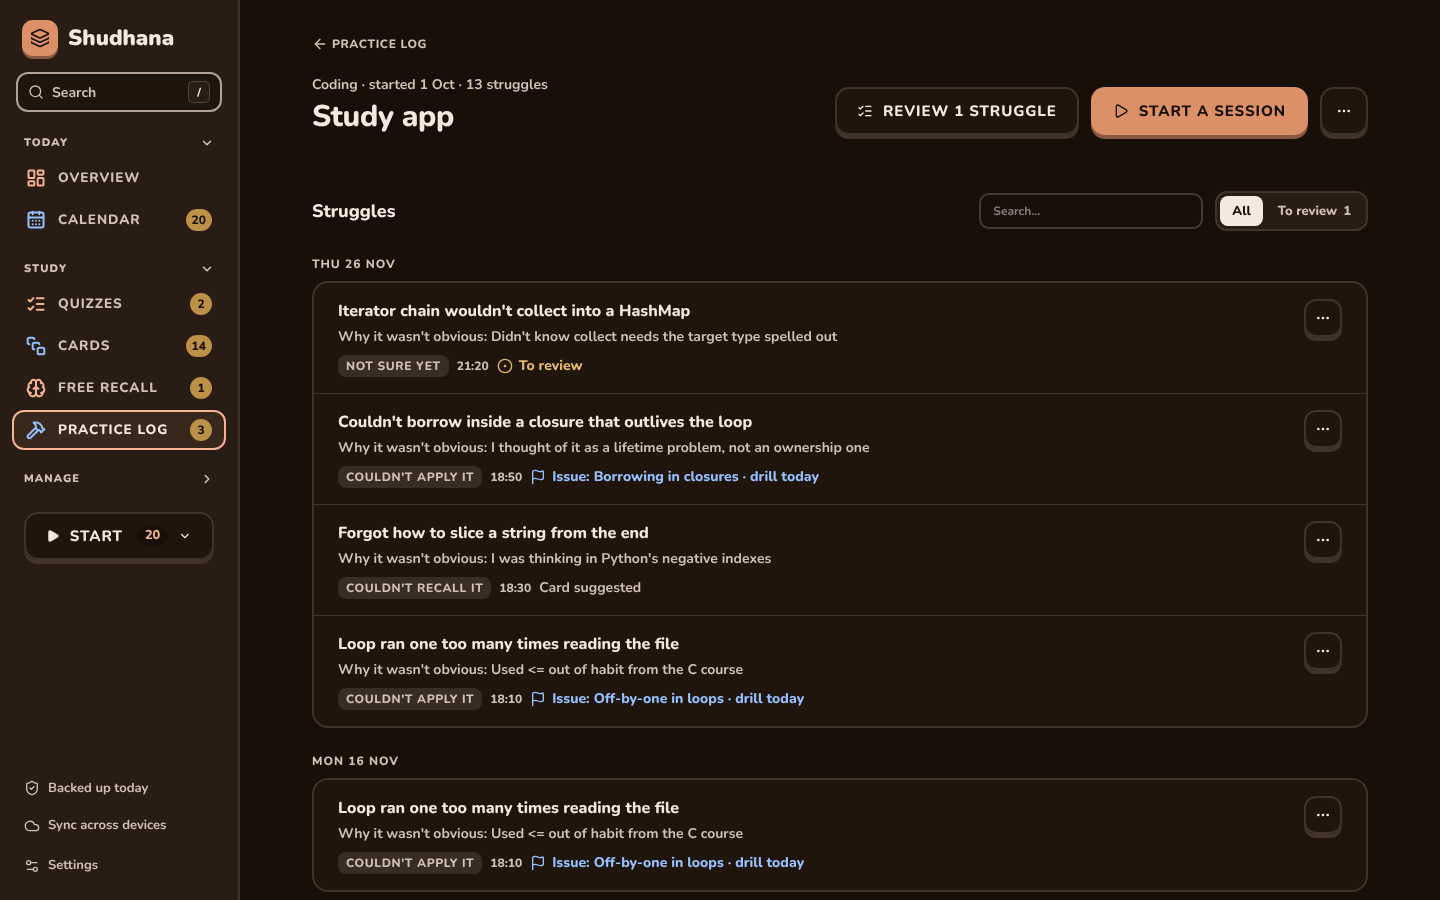 Shudhana
Search /
TODAY
OVERVIEW
CALENDAR 20
STUDY
QUIZZES 2
CARDS 14
FREE RECALL 1
PRACTICE LOG 3
MANAGE
START 20
Backed up today
Sync across devices
Settings
PRACTICE LOG
Coding · started 1 Oct · 13 struggles
Study app
REVIEW 1 STRUGGLE
START A SESSION
Struggles
Search...
All
To review 1
THU 26 NOV
Iterator chain wouldn't collect into a HashMap
Why it wasn't obvious: Didn't know collect needs the target type spelled out
NOT SURE YET 21:20 To review
Couldn't borrow inside a closure that outlives the loop
Why it wasn't obvious: I thought of it as a lifetime problem, not an ownership one
COULDN'T APPLY IT 18:50 Issue: Borrowing in closures · drill today
Forgot how to slice a string from the end
Why it wasn't obvious: I was thinking in Python's negative indexes
COULDN'T RECALL IT 18:30 Card suggested
Loop ran one too many times reading the file
Why it wasn't obvious: Used <= out of habit from the C course
COULDN'T APPLY IT 18:10 Issue: Off-by-one in loops · drill today
MON 16 NOV
Loop ran one too many times reading the file
Why it wasn't obvious: Used <= out of habit from the C course
COULDN'T APPLY IT 18:10 Issue: Off-by-one in loops · drill today